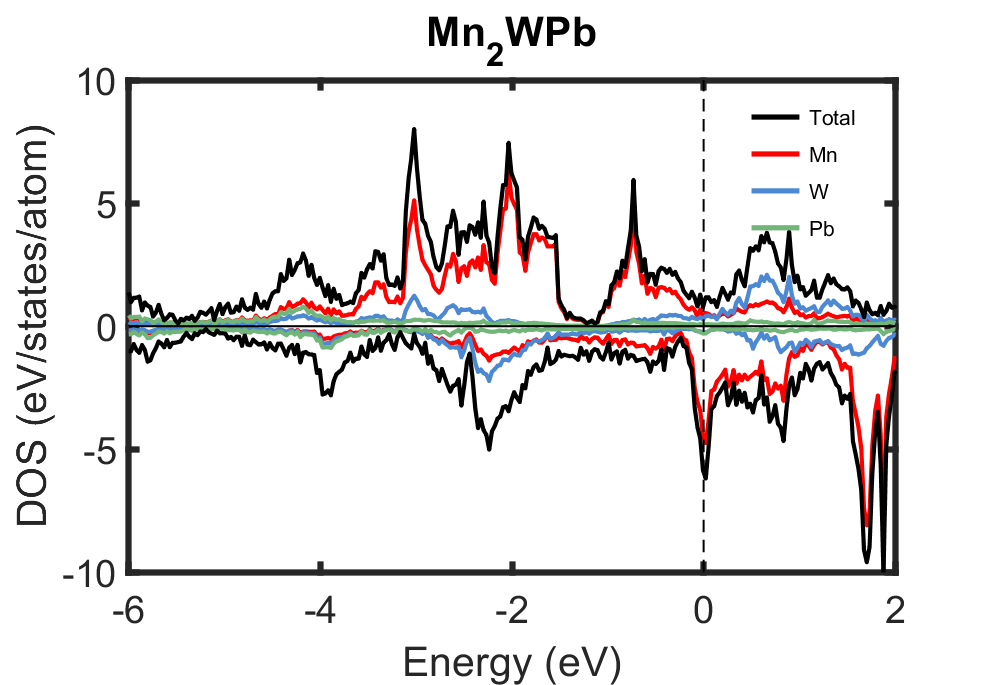 Mn₂WPb
10
5
0
-5
-10
DOS (eV/states/atom)
Total
Mn
W
Pb
-6 -4 -2 0 2
Energy (eV)